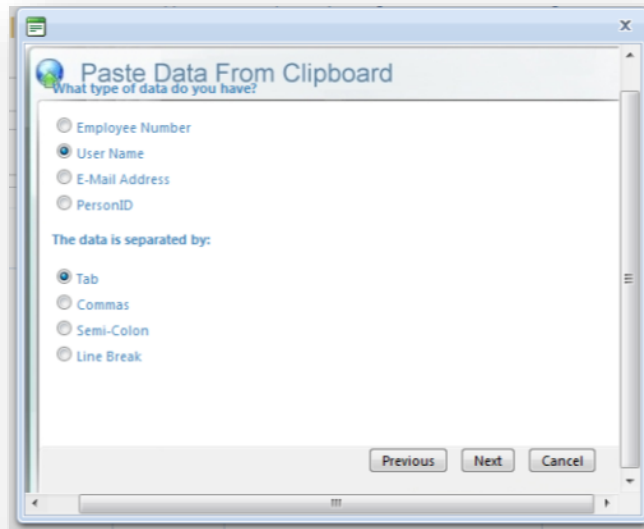 Paste Data From Clipboard
What type of data do you have?
Employee Number
User Name
E-Mail Address
PersonID
The data is separated by:
Tab
Commas
Semi-Colon
Line Break
Previous Next Cancel